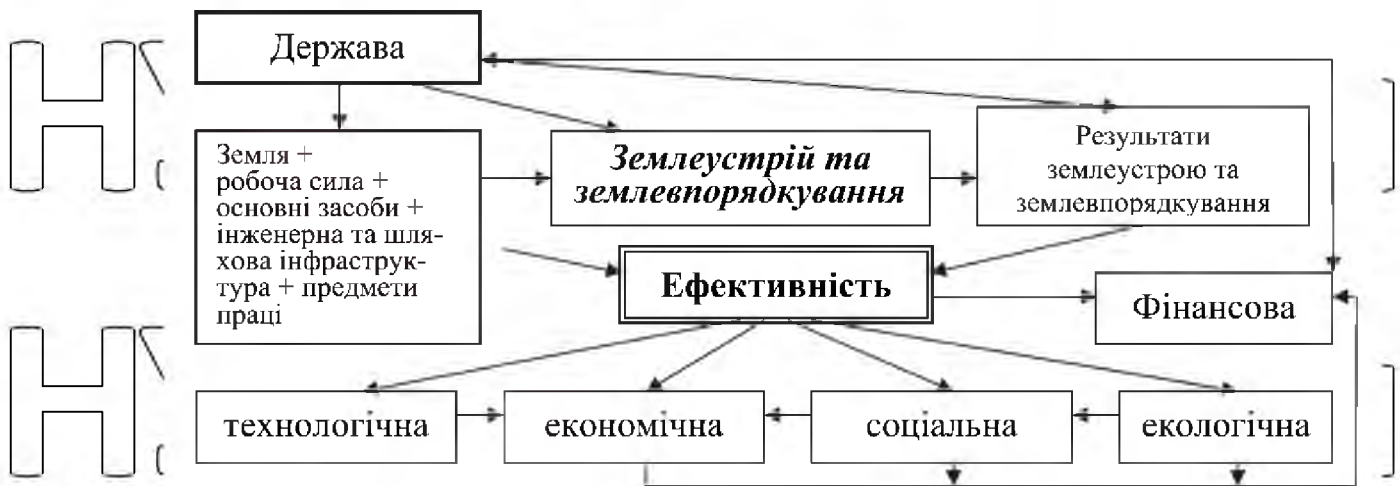 Держава
Земля +
робоча сила +
основні засоби +
інженерна та шля-
хова інфраструк-
тура + предмети
праці
Землеустрій та
землевпорядкування
Результати
землеустрою та
землевпорядкування
Ефективність
Фінансова
технологічна
економічна
соціальна
екологічна